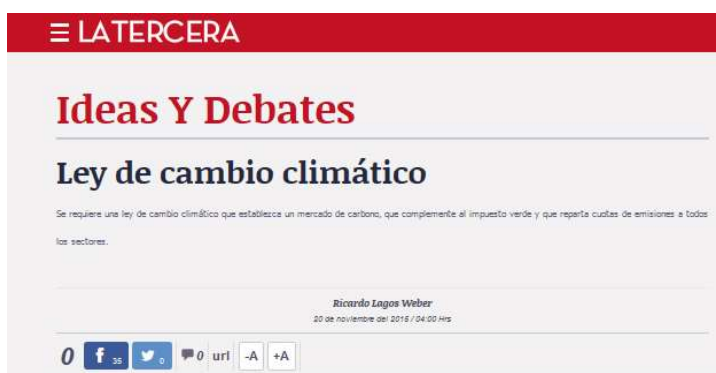 ≡ LATERCERA
Ideas Y Debates
Ley de cambio climático
Se requiere una ley de cambio climático que establezca un mercado de carbono, que complemente al impuesto verde y que reparta cuotas de emisiones a todos
los sectores.
Ricardo Lagos Weber
20 de noviembre del 2016 / 04:00 Hrs
0 f 35 0 0 url -A +A